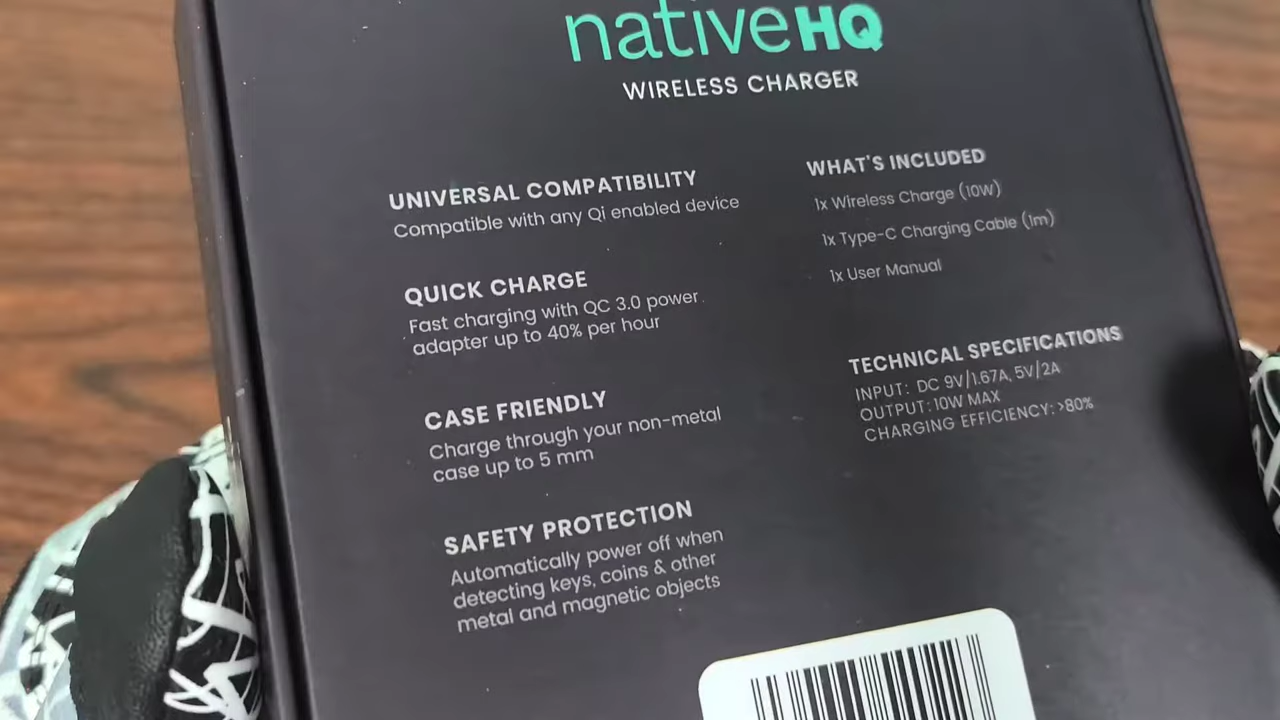 nativeHQ
WIRELESS CHARGER
UNIVERSAL COMPATIBILITY
Compatible with any Qi enabled device
QUICK CHARGE
Fast charging with QC 3.0 power
adapter up to 40% per hour
CASE FRIENDLY
Charge through your non-metal
case up to 5 mm
SAFETY PROTECTION
Automatically power off when
detecting keys, coins & other
metal and magnetic objects
WHAT'S INCLUDED
1x Wireless Charge (10W)
1x Type-C Charging Cable (1m)
1x User Manual
TECHNICAL SPECIFICATIONS
INPUT: DC 9V/1.67A, 5V/2A
OUTPUT: 10W MAX
CHARGING EFFICIENCY: >80%